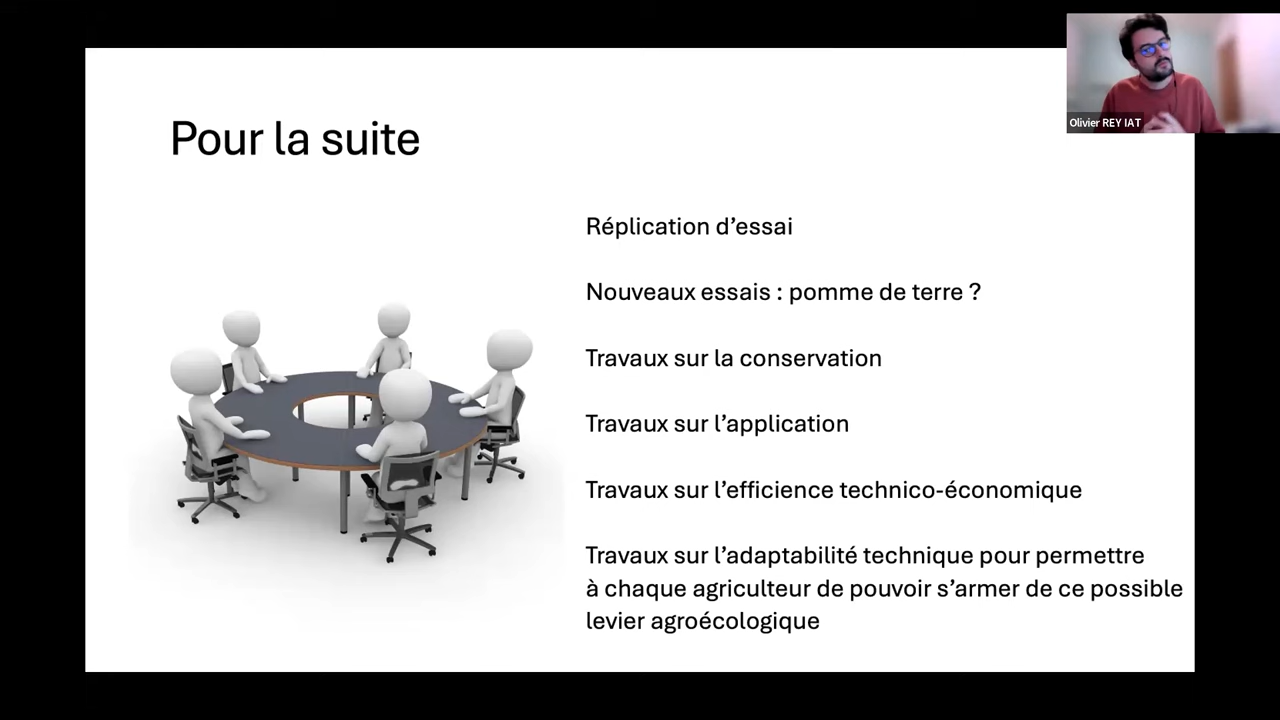 Olivier REY IAT
Pour la suite
Réplication d’essai
Nouveaux essais : pomme de terre ?
Travaux sur la conservation
Travaux sur l’application
Travaux sur l’efficience technico-économique
Travaux sur l’adaptabilité technique pour permettre
à chaque agriculteur de pouvoir s’armer de ce possible
levier agroécologique